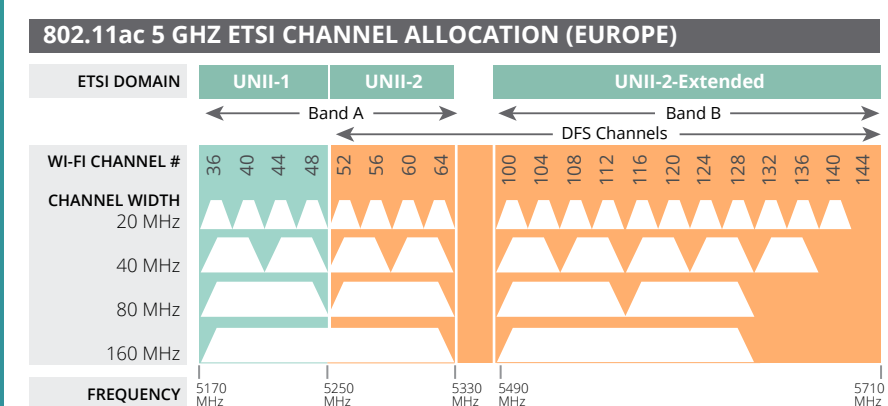 802.11ac 5 GHZ ETSI CHANNEL ALLOCATION (EUROPE)
ETSI DOMAIN UNII-1 UNII-2 UNII-2-Extended
Band A Band B
DFS Channels
WI-FI CHANNEL # 36 40 44 48 52 56 60 64 100 104 108 112 116 120 124 128 132 136 140 144
CHANNEL WIDTH
20 MHz
40 MHz
80 MHz
160 MHz
FREQUENCY 5170 MHz 5250 MHz 5330 MHz 5490 MHz 5710 MHz